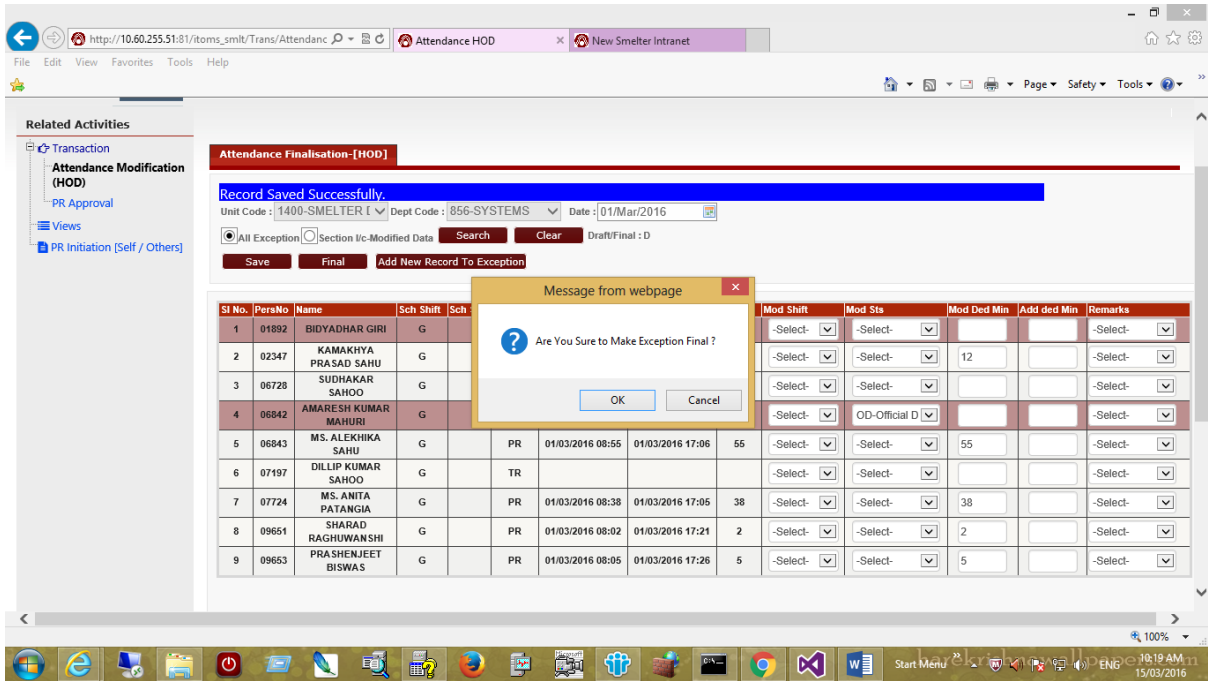 http://10.60.255.51:81/itoms_smlt/Trans/Attendanc
Attendance HOD
New Smelter Intranet
File Edit View Favorites Tools Help
Page Safety Tools
Related Activities
Transaction
Attendance Modification
(HOD)
PR Approval
Views
PR Initiation [Self / Others]
Attendance Finalisation-[HOD]
Record Saved Successfully.
Unit Code : 1400-SMELTER Dept Code : 856-SYSTEMS Date : 01/Mar/2016
All Exception Section I/c-Modified Data Search Clear Draft/Final : D
Save Final Add New Record To Exception
Message from webpage
Are You Sure to Make Exception Final ?
OK Cancel
Sl No. PersNo Name Sch Shift Sch Mod Shift Mod Sts Mod Ded Min Add ded Min Remarks
1 01892 BIDYADHAR GIRI G -Select- -Select- -Select-
2 02347 KAMAKHYA PRASAD SAHU G -Select- -Select- 12 -Select-
3 06728 SUDHAKAR SAHOO G -Select- -Select- -Select-
4 06842 AMARESH KUMAR MAHURI G -Select- OD-Official D -Select-
5 06843 MS. ALEKHIKA SAHU G PR 01/03/2016 08:55 01/03/2016 17:06 55 -Select- -Select- 55 -Select-
6 07197 DILLIP KUMAR SAHOO G TR -Select- -Select- -Select-
7 07724 MS. ANITA PATANGIA G PR 01/03/2016 08:38 01/03/2016 17:05 38 -Select- -Select- 38 -Select-
8 09651 SHARAD RAGHUWANSHI G PR 01/03/2016 08:02 01/03/2016 17:21 2 -Select- -Select- 2 -Select-
9 09653 PRASHENJEET BISWAS G PR 01/03/2016 08:05 01/03/2016 17:26 5 -Select- -Select- 5 -Select-
100%
Start Menu ENG 10:19 AM
15/03/2016